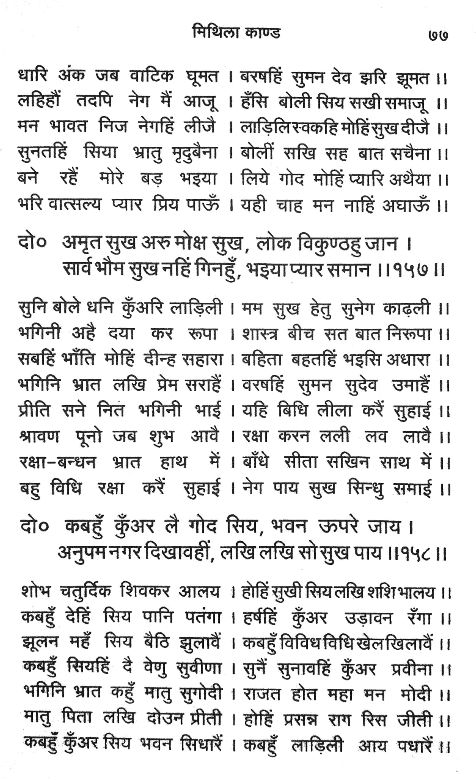 मिथिला काण्ड ७७
धारि अंक जब वाटिक घूमत । बरषहिं सुमन देव झरि झूमत ।।
लहिहौं तदपि नेग मैं आजू । हँसि बोली सिय सखी समाजू ।
मन भावत निज नेगहिं लीजै । लाड़िलि स्वकहि मोहिं सुख दीजै ।।
सुनतहिं सिया भ्रातु मृदुबैना । बोलीं सखि सह बात सचैना ।।
बने रहैं मोरे बड़ भइया । लिये गोद मोहिं प्यारि अथैया ।।
भरि वात्सल्य प्यार प्रिय पाऊँ । यही चाह मन नाहिं अघाऊँ ।।
दो० अमृत सुख अरु मोक्ष सुख, लोक विकुण्ठहु जान ।
सार्व भौम सुख नहिं गिनहुँ, भइया प्यार समान ।।१५७।।
सुनि बोले धनि कुँअरि लाड़िली । मम सुख हेतु सुनेग काढ़ली ।।
भगिनी अहै दया कर रूपा । शास्त्र बीच सत बात निरूपा ।।
सबहिं भाँति मोहिं दीन्ह सहारा । बहिता बहतहिं भइसि अधारा ।।
भगिनि भ्रात लखि प्रेम सराहैं । वरषहिं सुमन सुदेव उमाहैं ।।
प्रीति सने नित भगिनी भाई । यहि बिधि लीला करैं सुहाई ।।
श्रावण पूनो जब शुभ आवै । रक्षा करन लली लव लावै ।।
रक्षा-बन्धन भ्रात हाथ में । बाँधे सीता सखिन साथ में ।।
बहु विधि रक्षा करैं सुहाई । नेग पाय सुख सिन्धु समाई ।।
दो० कबहुँ कुँअर लै गोद सिय, भवन ऊपरे जाय ।
अनुपम नगर दिखावहीं, लखि लखि सो सुख पाय ।।१५८।।
शोभ चतुर्दिक शिवकर आलय । होहिं सुखी सिय लखि शशि भालय ।।
कबहुँ देहिं सिय पानि पतंगा । हर्षहिं कुँअर उड़ावन रँगा ।।
झूलन महँ सिय बैठि झुलावैं । कबहुँ विविध विधि खेल खिलावैं ।।
कबहुँ सियहिं दै वेणु सुवीणा । सुनैं सुनावहिं कुँअर प्रवीना ।।
भगिनि भ्रात कहुँ मातु सुगोदी । राजत होत महा मन मोदी ।।
मातु पिता लखि दोउन प्रीती । होहिं प्रसन्न राग रिस जीती ।।
कबहुँ कुँअर सिय भवन सिधारैं । कबहुँ लाड़िली आय पधारैं ।।